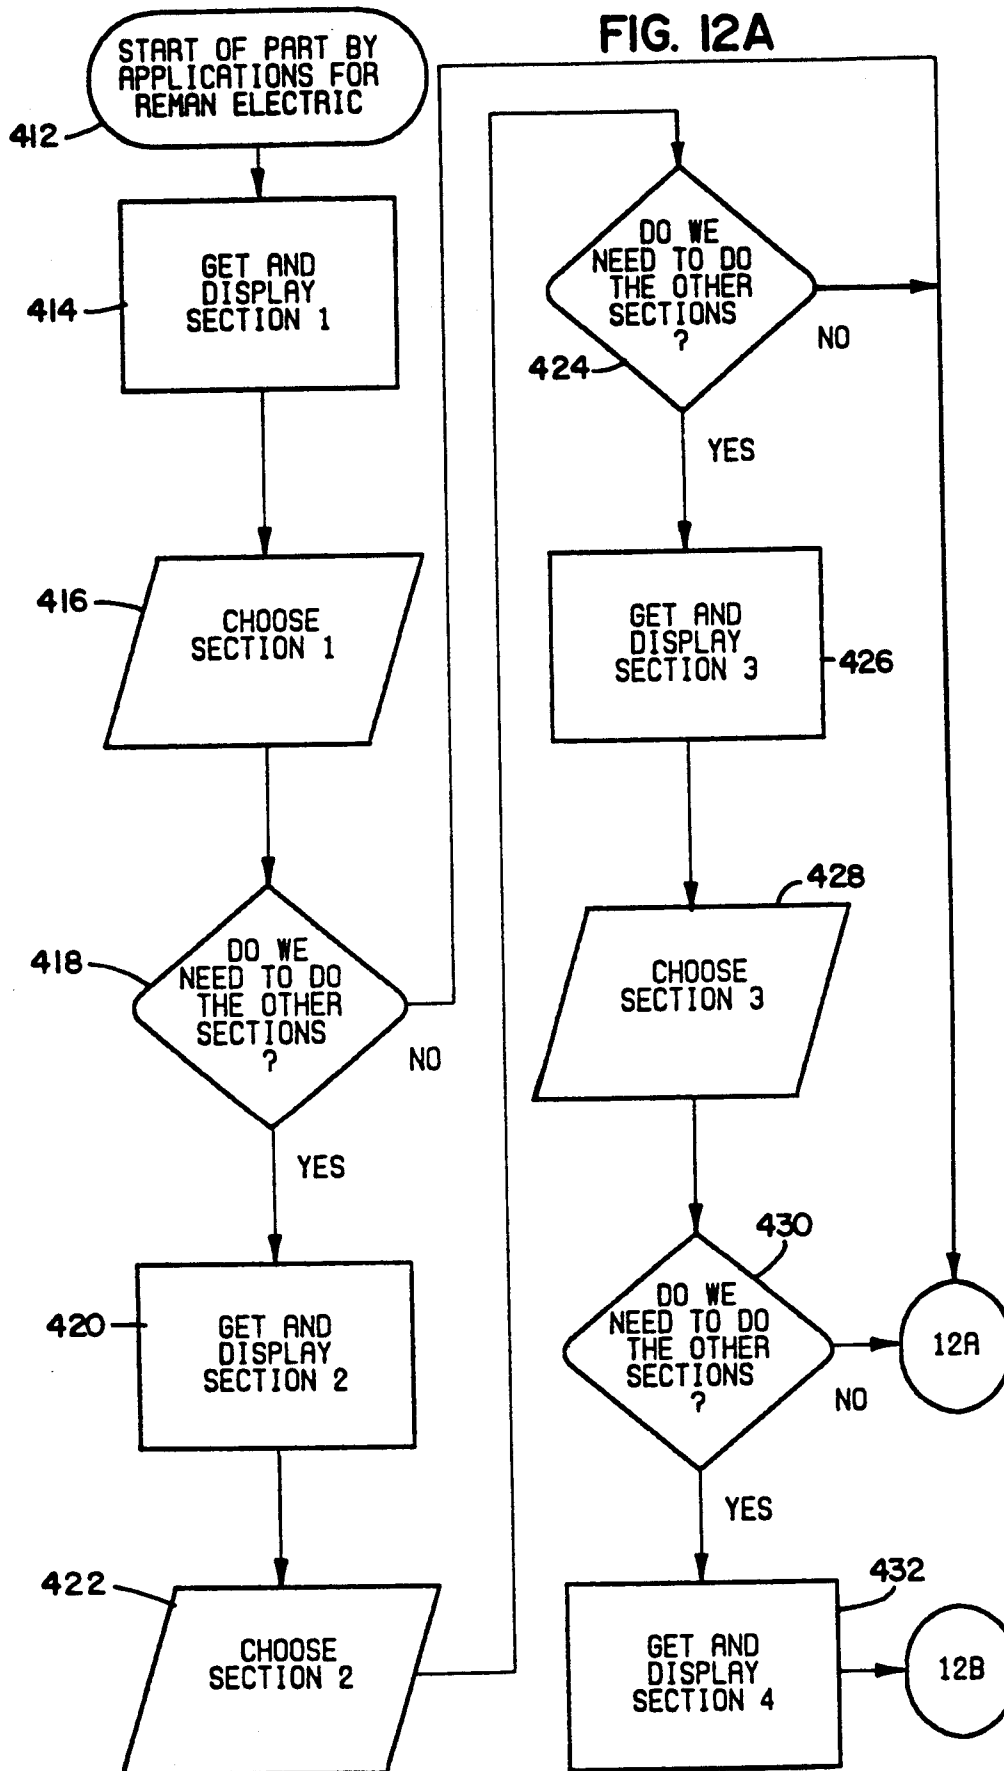 FIG. 12A
START OF PART BY
APPLICATIONS FOR
REMAN ELECTRIC
412
GET AND
DISPLAY
SECTION 1
414
416
CHOOSE
SECTION 1
418
DO WE
NEED TO DO
THE OTHER
SECTIONS
?
NO
YES
420
GET AND
DISPLAY
SECTION 2
422
CHOOSE
SECTION 2
DO WE
NEED TO DO
THE OTHER
SECTIONS
?
424
NO
YES
GET AND
DISPLAY
SECTION 3
426
428
CHOOSE
SECTION 3
430
DO WE
NEED TO DO
THE OTHER
SECTIONS
?
NO
12A
YES
432
GET AND
DISPLAY
SECTION 4
12B